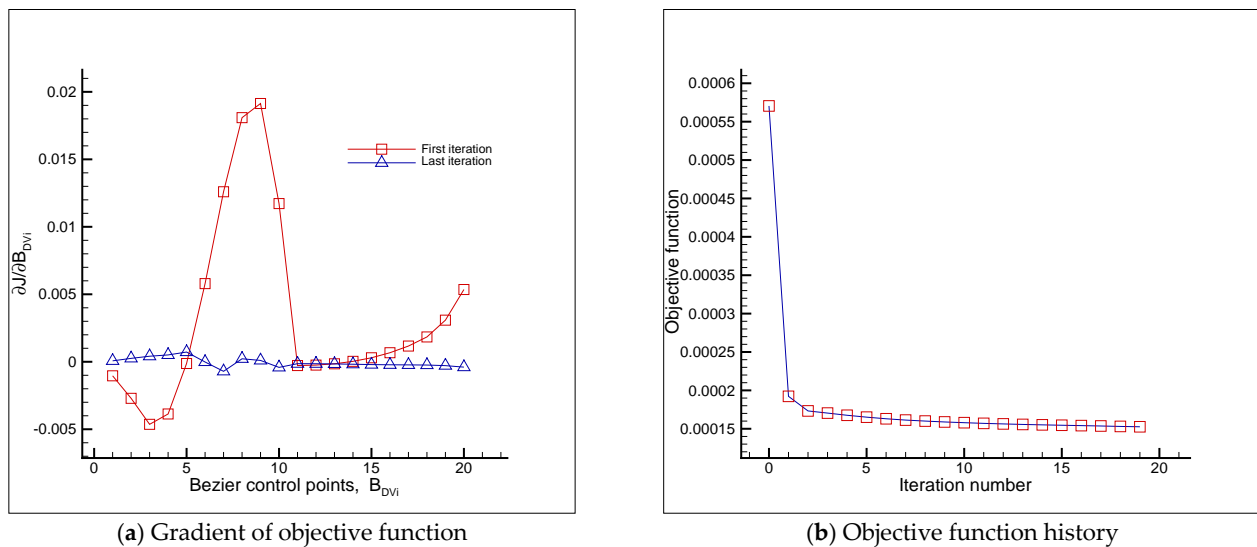 0.02
0.015
0.01
0.005
0
-0.005
∂J/∂B_DVi
First iteration
Last iteration
0 5 10 15 20
Bezier control points, B_DVi
(a) Gradient of objective function
0.0006
0.00055
0.0005
0.00045
0.0004
0.00035
0.0003
0.00025
0.0002
0.00015
Objective function
0 5 10 15 20
Iteration number
(b) Objective function history